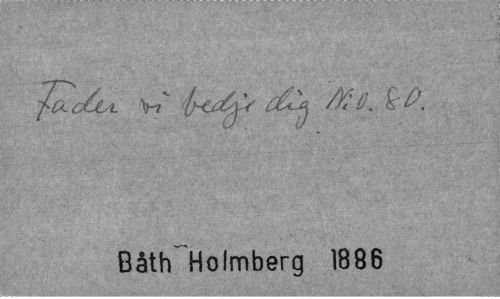 Fader vi bedje dig N:o. 80.
Båth Holmberg 1886